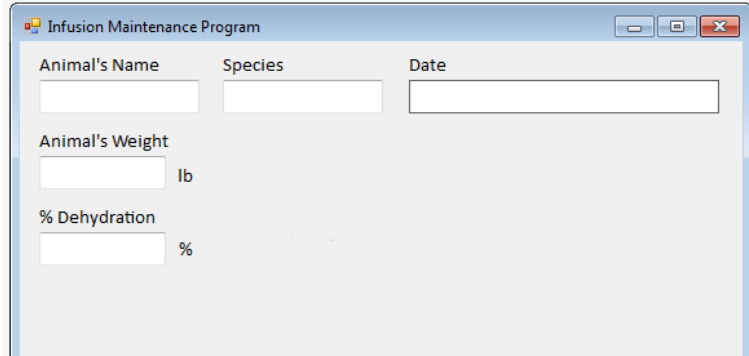 Infusion Maintenance Program
Animal's Name Species Date
Animal's Weight
lb
% Dehydration
%